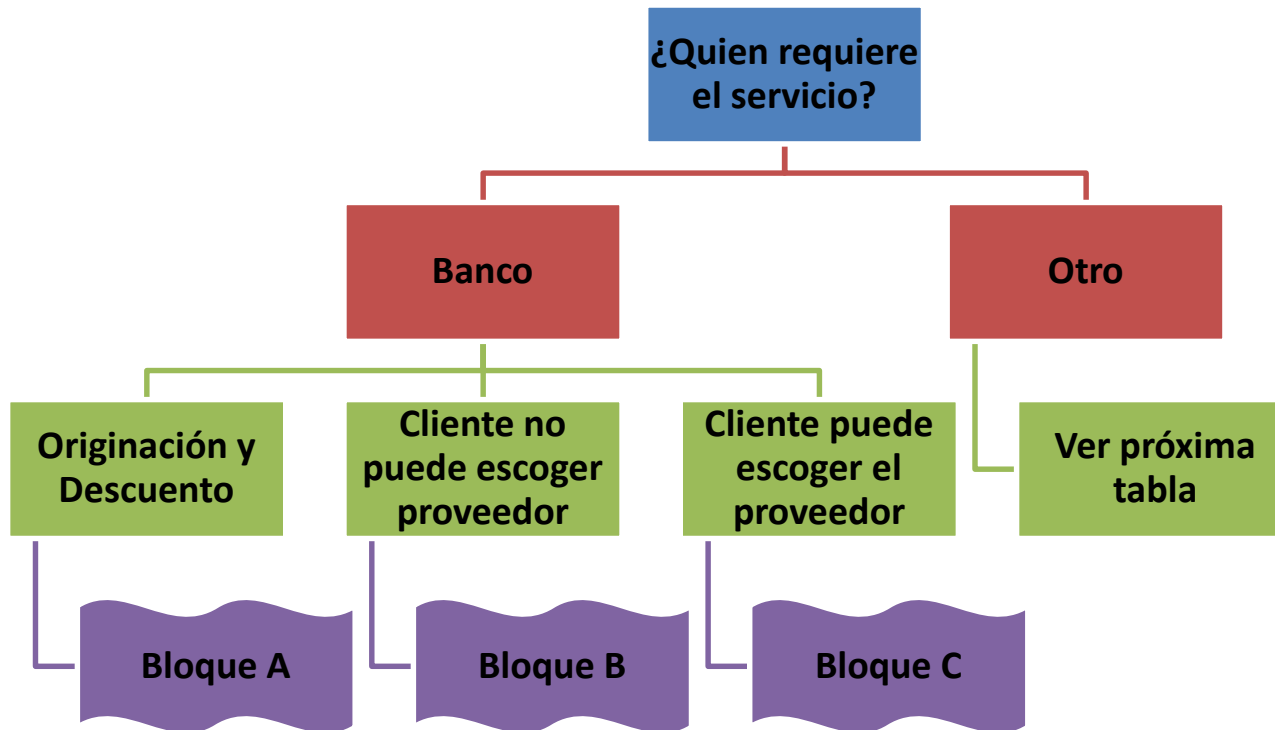 ¿Quien requiere
el servicio?
Banco
Otro
Originación y
Descuento
Cliente no
puede escoger
proveedor
Cliente puede
escoger el
proveedor
Ver próxima
tabla
Bloque A
Bloque B
Bloque C